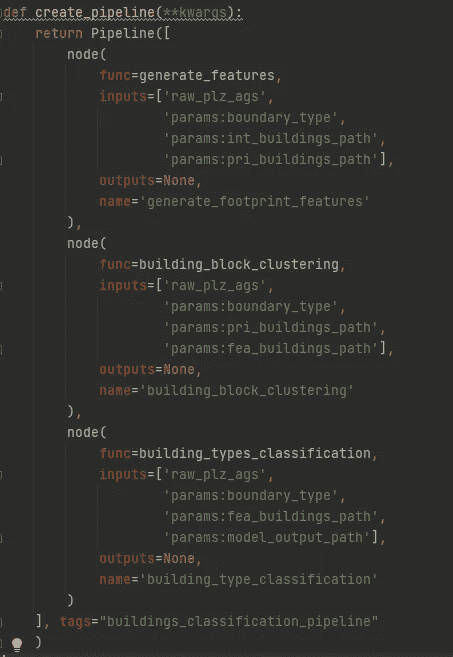 def create_pipeline(**kwargs):
    return Pipeline([
        node(
            func=generate_features,
            inputs=['raw_plz_ags',
                    'params:boundary_type',
                    'params:int_buildings_path',
                    'params:pri_buildings_path'],
            outputs=None,
            name='generate_footprint_features'
        ),
        node(
            func=building_block_clustering,
            inputs=['raw_plz_ags',
                    'params:boundary_type',
                    'params:pri_buildings_path',
                    'params:fea_buildings_path'],
            outputs=None,
            name='building_block_clustering'
        ),
        node(
            func=building_types_classification,
            inputs=['raw_plz_ags',
                    'params:boundary_type',
                    'params:fea_buildings_path',
                    'params:model_output_path'],
            outputs=None,
            name='building_type_classification'
        )
    ], tags="buildings_classification_pipeline"
    )